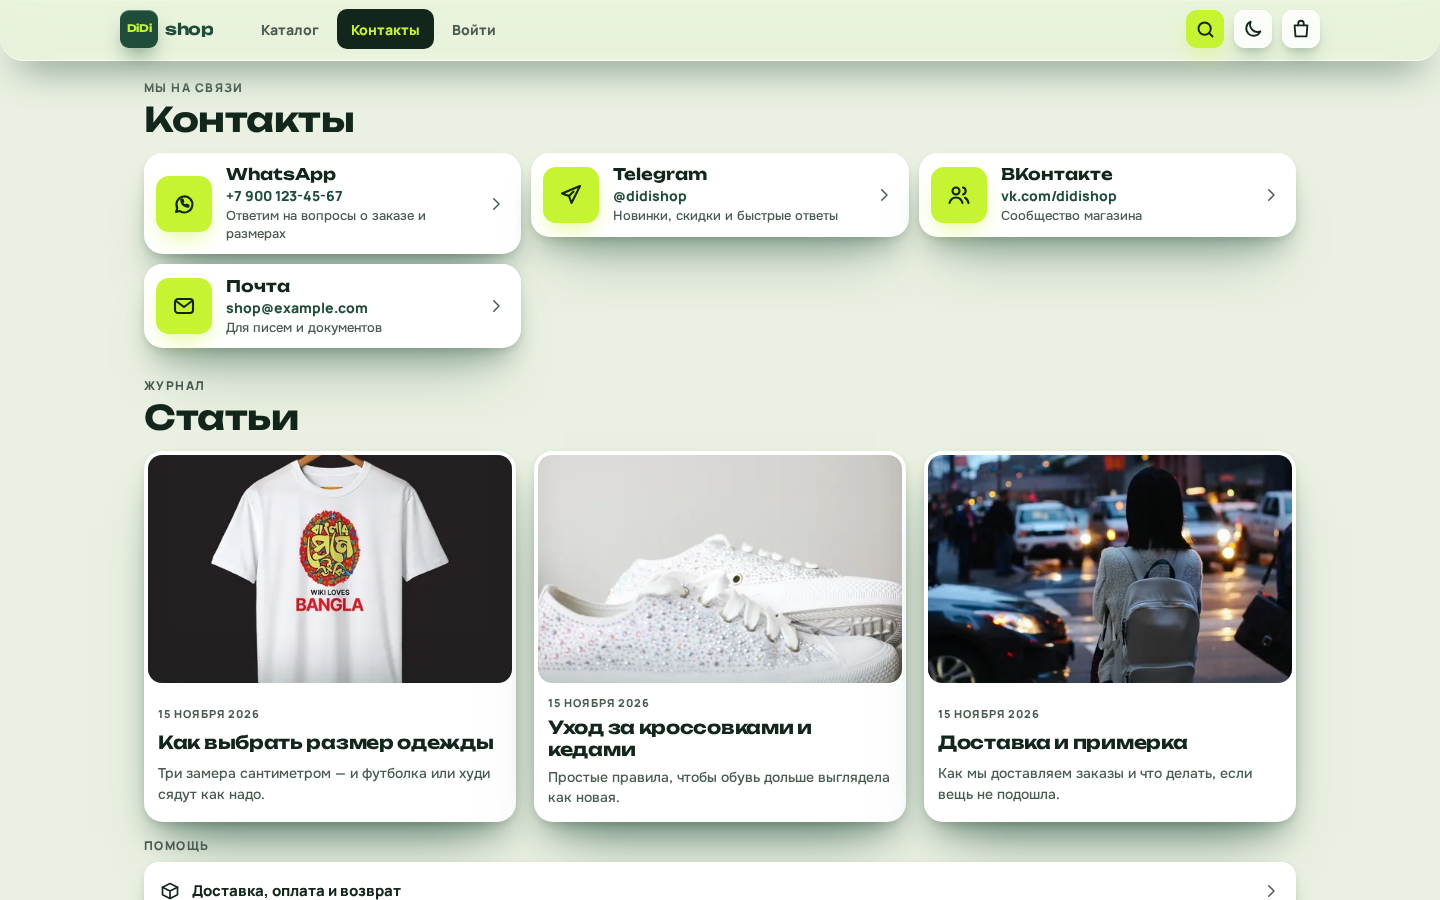 DiDi shop Каталог Контакты Войти
МЫ НА СВЯЗИ
Контакты
WhatsApp
+7 900 123-45-67
Ответим на вопросы о заказе и
размерах
Telegram
@didishop
Новинки, скидки и быстрые ответы
ВКонтакте
vk.com/didishop
Сообщество магазина
Почта
shop@example.com
Для писем и документов
ЖУРНАЛ
Статьи
WIKI LOVES
BANGLA
15 НОЯБРЯ 2026
Как выбрать размер одежды
Три замера сантиметром — и футболка или худи
сядут как надо.
15 НОЯБРЯ 2026
Уход за кроссовками и
кедами
Простые правила, чтобы обувь дольше выглядела
как новая.
15 НОЯБРЯ 2026
Доставка и примерка
Как мы доставляем заказы и что делать, если
вещь не подошла.
ПОМОЩЬ
Доставка, оплата и возврат